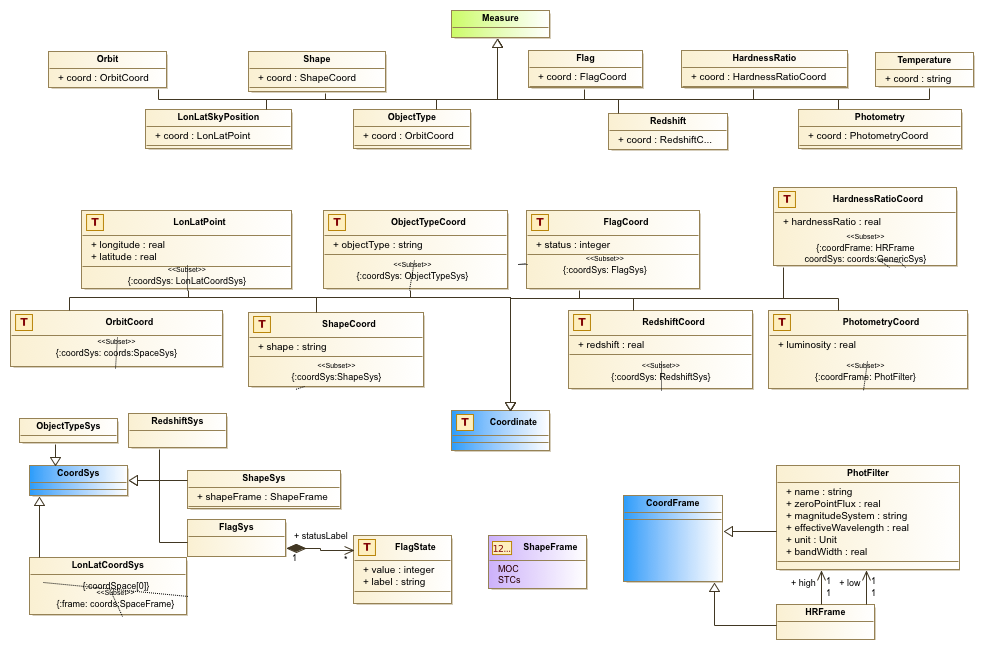 Measure
Orbit
+ coord : OrbitCoord
Shape
+ coord : ShapeCoord
Flag
+ coord : FlagCoord
HardnessRatio
+ coord : HardnessRatioCoord
Temperature
+ coord : string
LonLatSkyPosition
+ coord : LonLatPoint
ObjectType
+ coord : OrbitCoord
Redshift
+ coord : RedshiftC...
Photometry
+ coord : PhotometryCoord
T LonLatPoint
+ longitude : real
+ latitude : real
<<Subset>>
{:coordSys: LonLatCoordSys}
T ObjectTypeCoord
+ objectType : string
<<Subset>>
{:coordSys: ObjectTypeSys}
T FlagCoord
+ status : integer
<<Subset>>
{:coordSys: FlagSys}
T HardnessRatioCoord
+ hardnessRatio : real
<<Subset>>
{:coordFrame: HRFrame
coordSys: coords:GenericSys}
T OrbitCoord
<<Subset>>
{:coordSys: coords:SpaceSys}
T ShapeCoord
+ shape : string
<<Subset>>
{:coordSys:ShapeSys}
T RedshiftCoord
+ redshift : real
<<Subset>>
{:coordSys: RedshiftSys}
T PhotometryCoord
+ luminosity : real
<<Subset>>
{:coordFrame: PhotFilter}
T Coordinate
ObjectTypeSys
RedshiftSys
CoordSys
ShapeSys
+ shapeFrame : ShapeFrame
FlagSys
+ statusLabel
1
*
T FlagState
+ value : integer
+ label : string
LonLatCoordSys
{:coordSpace[0]}
<<Subset>>
{:frame: coords:SpaceFrame}
12... ShapeFrame
MOC
STCs
CoordFrame
PhotFilter
+ name : string
+ zeroPointFlux : real
+ magnitudeSystem : string
+ effectiveWavelength : real
+ unit : Unit
+ bandWidth : real
+ high
1
1
+ low
1
1
HRFrame